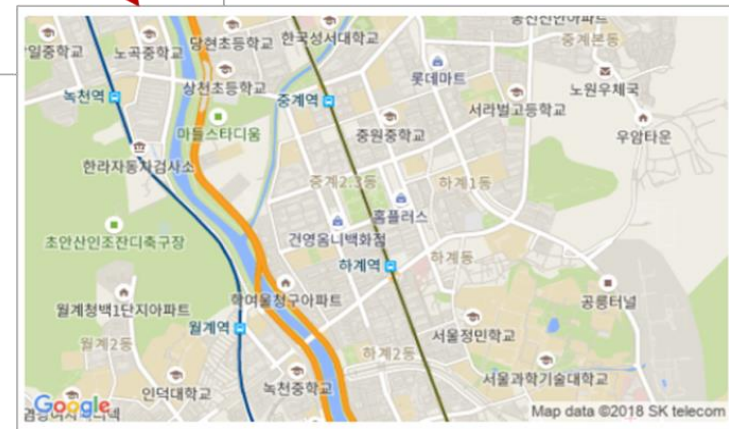 일중학교
노곡중학교
당현초등학교
한국성서대학교
중계본동
상천초등학교
롯데마트
노원우체국
녹천역
중계역
서라벌고등학교
마들스타디움
중원중학교
우암타운
한라자동차검사소
중계2.3동
하계1동
홈플러스
초안산인조잔디축구장
건영옴니백화점
하계역
하계동
월계청백1단지아파트
학여울청구아파트
공릉터널
월계역
서울정민학교
월계2동
하계2동
서울과학기술대학교
인덕대학교
녹천중학교
Google
Map data ©2018 SK telecom